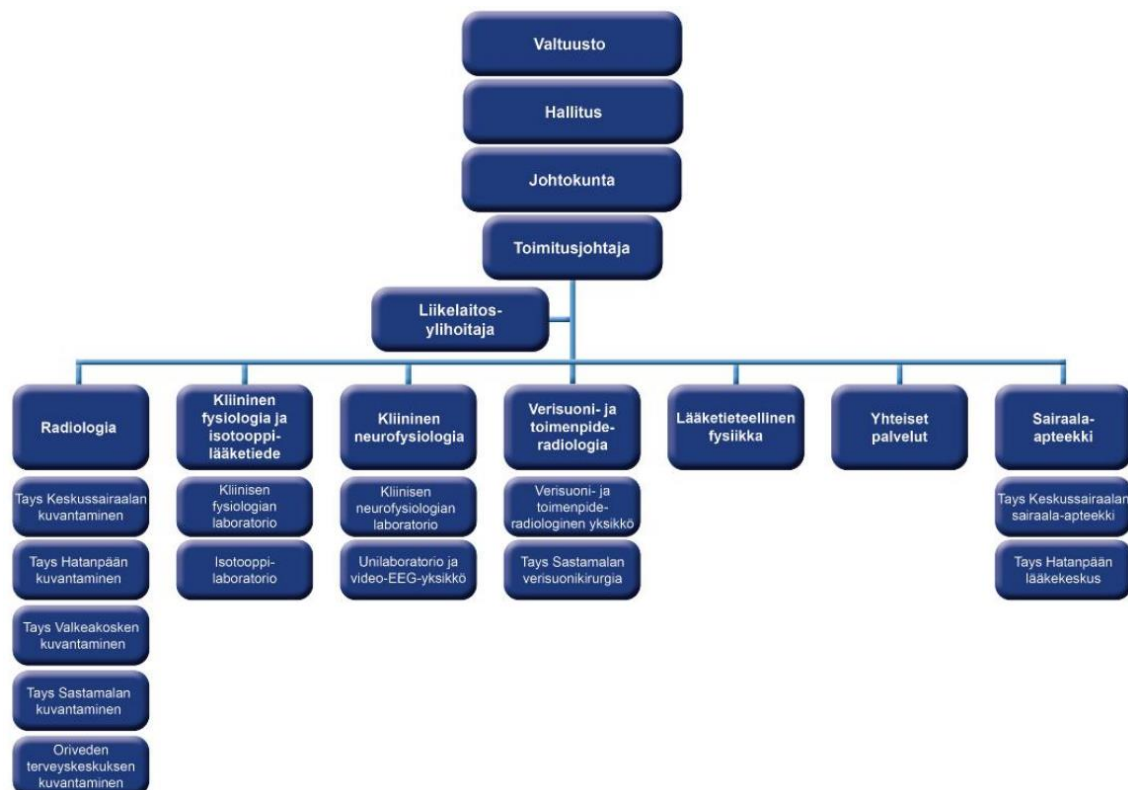 Valtuusto
Hallitus
Johtokunta
Toimitusjohtaja
Liikelaitos-
ylihoitaja
Radiologia
Kliininen
fysiologia ja
isotooppi-
lääketiede
Kliininen
neurofysiologia
Verisuoni- ja
toimenpide-
radiologia
Lääketieteellinen
fysiikka
Yhteiset
palvelut
Sairaala-
apteekki
Tays Keskussairaalan
kuvantaminen
Tays Hatanpään
kuvantaminen
Tays Valkeakosken
kuvantaminen
Tays Sastamalan
kuvantaminen
Oriveden
terveyskeskuksen
kuvantaminen
Kliinisen
fysiologian
laboratorio
Isotooppi-
laboratorio
Kliinisen
neurofysiologian
laboratorio
Unilaboratorio ja
video-EEG-yksikkö
Verisuoni- ja
toimenpide-
radiologinen yksikkö
Tays Sastamalan
verisuonikirurgia
Tays Keskussairaalan
sairaala-apteekki
Tays Hatanpään
lääkekeskus